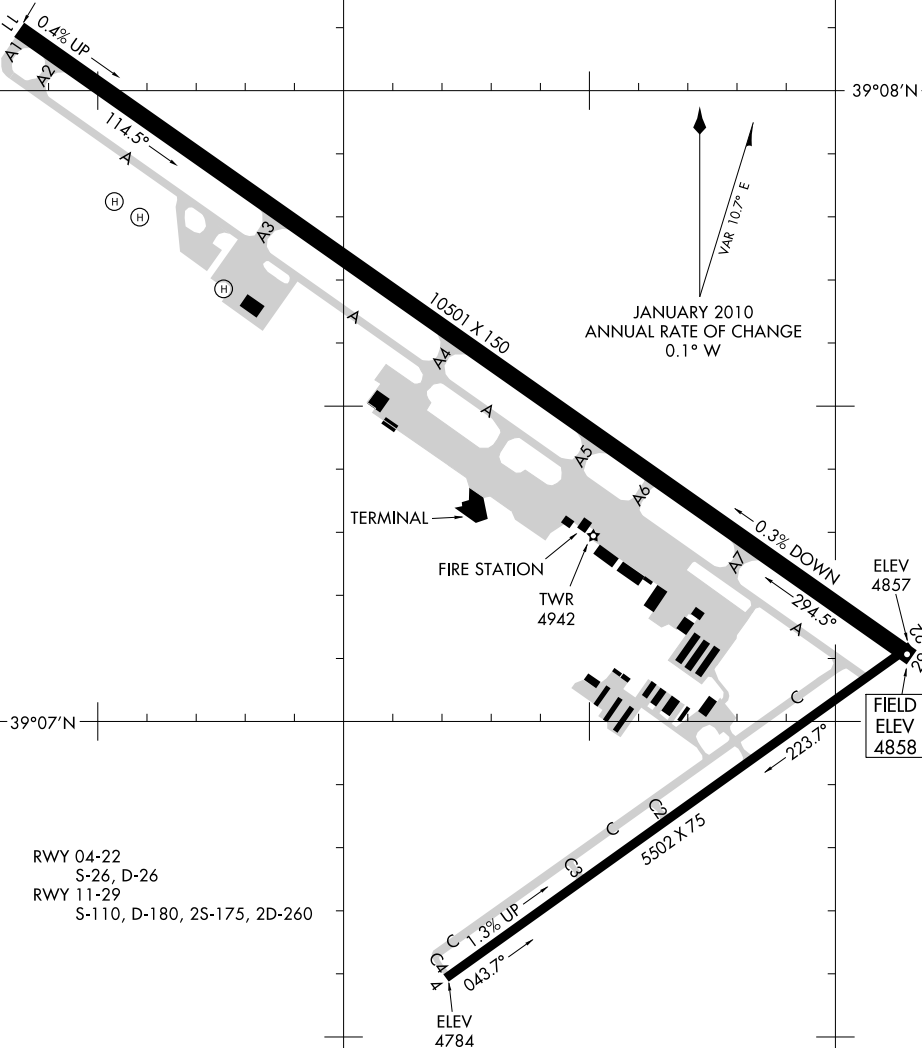 11
0.4% UP
A1
A2
39°08'N
114.5°
A
H
H
VAR 10.7° E
A3
H
JANUARY 2010
ANNUAL RATE OF CHANGE
0.1° W
10501 X 150
A
A4
A
A5
A6
TERMINAL
FIRE STATION
TWR
4942
0.3% DOWN
A7
ELEV
4857
294.5°
A
22
29
FIELD
ELEV
4858
C
39°07'N
223.7°
C2
C
5502 X 75
C3
RWY 04-22
S-26, D-26
RWY 11-29
S-110, D-180, 2S-175, 2D-260
1.3% UP
C
C4
043.7°
4
ELEV
4784